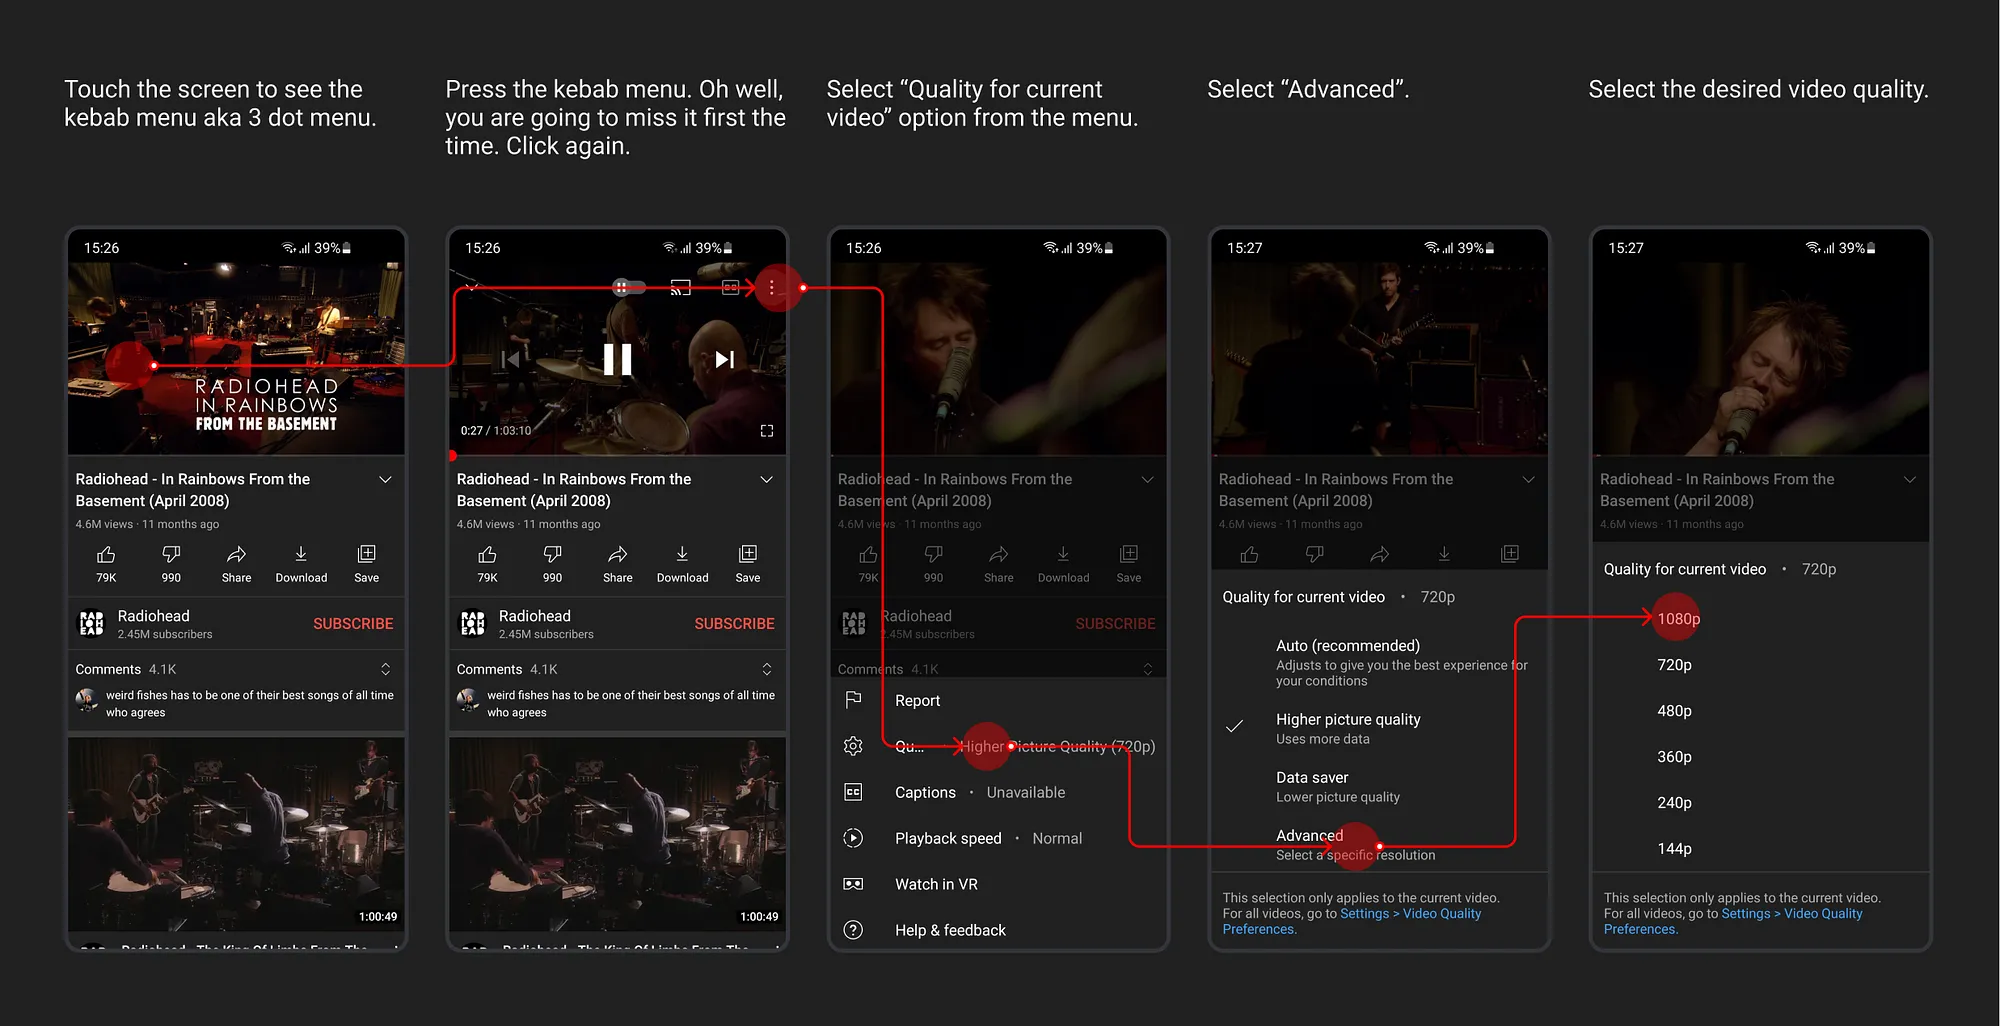 Touch the screen to see the
kebab menu aka 3 dot menu.
Press the kebab menu. Oh well,
you are going to miss it first the
time. Click again.
Select “Quality for current
video” option from the menu.
Select “Advanced”.
Select the desired video quality.
15:26
39%
RADIOHEAD
IN RAINBOWS
FROM THE BASEMENT
Radiohead - In Rainbows From the
Basement (April 2008)
4.6M views · 11 months ago
79K 990 Share Download Save
RAD
IOH
EAD
Radiohead
2.45M subscribers
SUBSCRIBE
Comments 4.1K
weird fishes has to be one of their best songs of all time
who agrees
1:00:49
Radiohead - The King Of Limbs From The
15:26
39%
CC
0:27 / 1:03:10
Radiohead - In Rainbows From the
Basement (April 2008)
4.6M views · 11 months ago
79K 990 Share Download Save
RAD
IOH
EAD
Radiohead
2.45M subscribers
SUBSCRIBE
Comments 4.1K
weird fishes has to be one of their best songs of all time
who agrees
1:00:49
Radiohead - The King Of Limbs From The
15:26
39%
Radiohead - In Rainbows From the
Basement (April 2008)
4.6M views · 11 months ago
79K 990 Share Download Save
RAD
IOH
EAD
Radiohead
2.45M subscribers
SUBSCRIBE
Comments 4.1K
Report
Qu... · Higher Picture Quality (720p)
CC
Captions · Unavailable
Playback speed · Normal
Watch in VR
Help & feedback
15:27
39%
Radiohead - In Rainbows From the
Basement (April 2008)
4.6M views · 11 months ago
Quality for current video · 720p
Auto (recommended)
Adjusts to give you the best experience for
your conditions
Higher picture quality
Uses more data
Data saver
Lower picture quality
Advanced
Select a specific resolution
This selection only applies to the current video.
For all videos, go to Settings > Video Quality
Preferences.
15:27
39%
Radiohead - In Rainbows From the
Basement (April 2008)
4.6M views · 11 months ago
Quality for current video · 720p
1080p
720p
480p
360p
240p
144p
This selection only applies to the current video.
For all videos, go to Settings > Video Quality
Preferences.